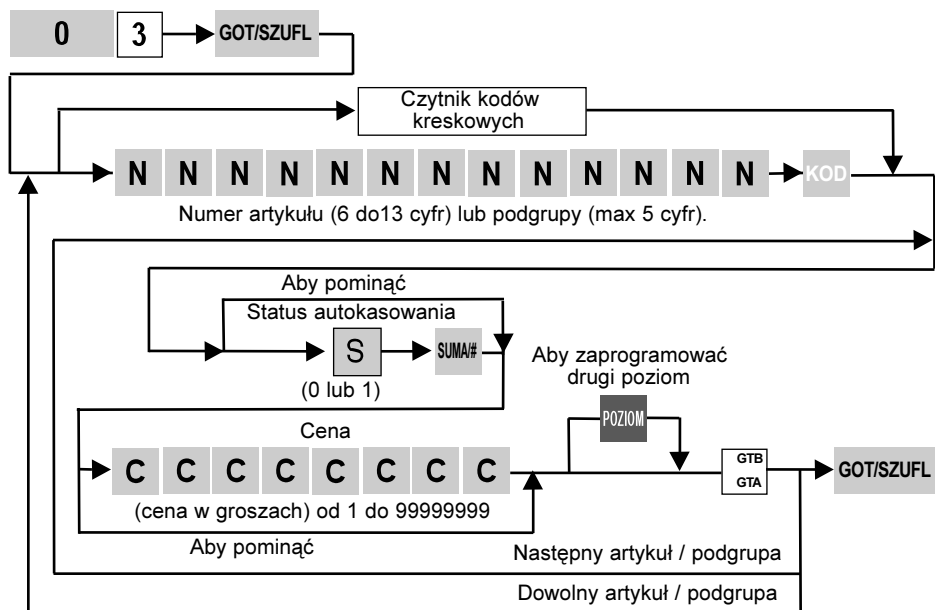 0 3 GOT/SZUFL
Czytnik kodów
kreskowych
N N N N N N N N N N N N N KOD
Numer artykułu (6 do13 cyfr) lub podgrupy (max 5 cyfr).
Aby pominąć
Status autokasowania
S SUMA/#
(0 lub 1)
Aby zaprogramować
drugi poziom
POZIOM
Cena
C C C C C C C C
GTB
GTA
GOT/SZUFL
(cena w groszach) od 1 do 99999999
Aby pominąć
Następny artykuł / podgrupa
Dowolny artykuł / podgrupa